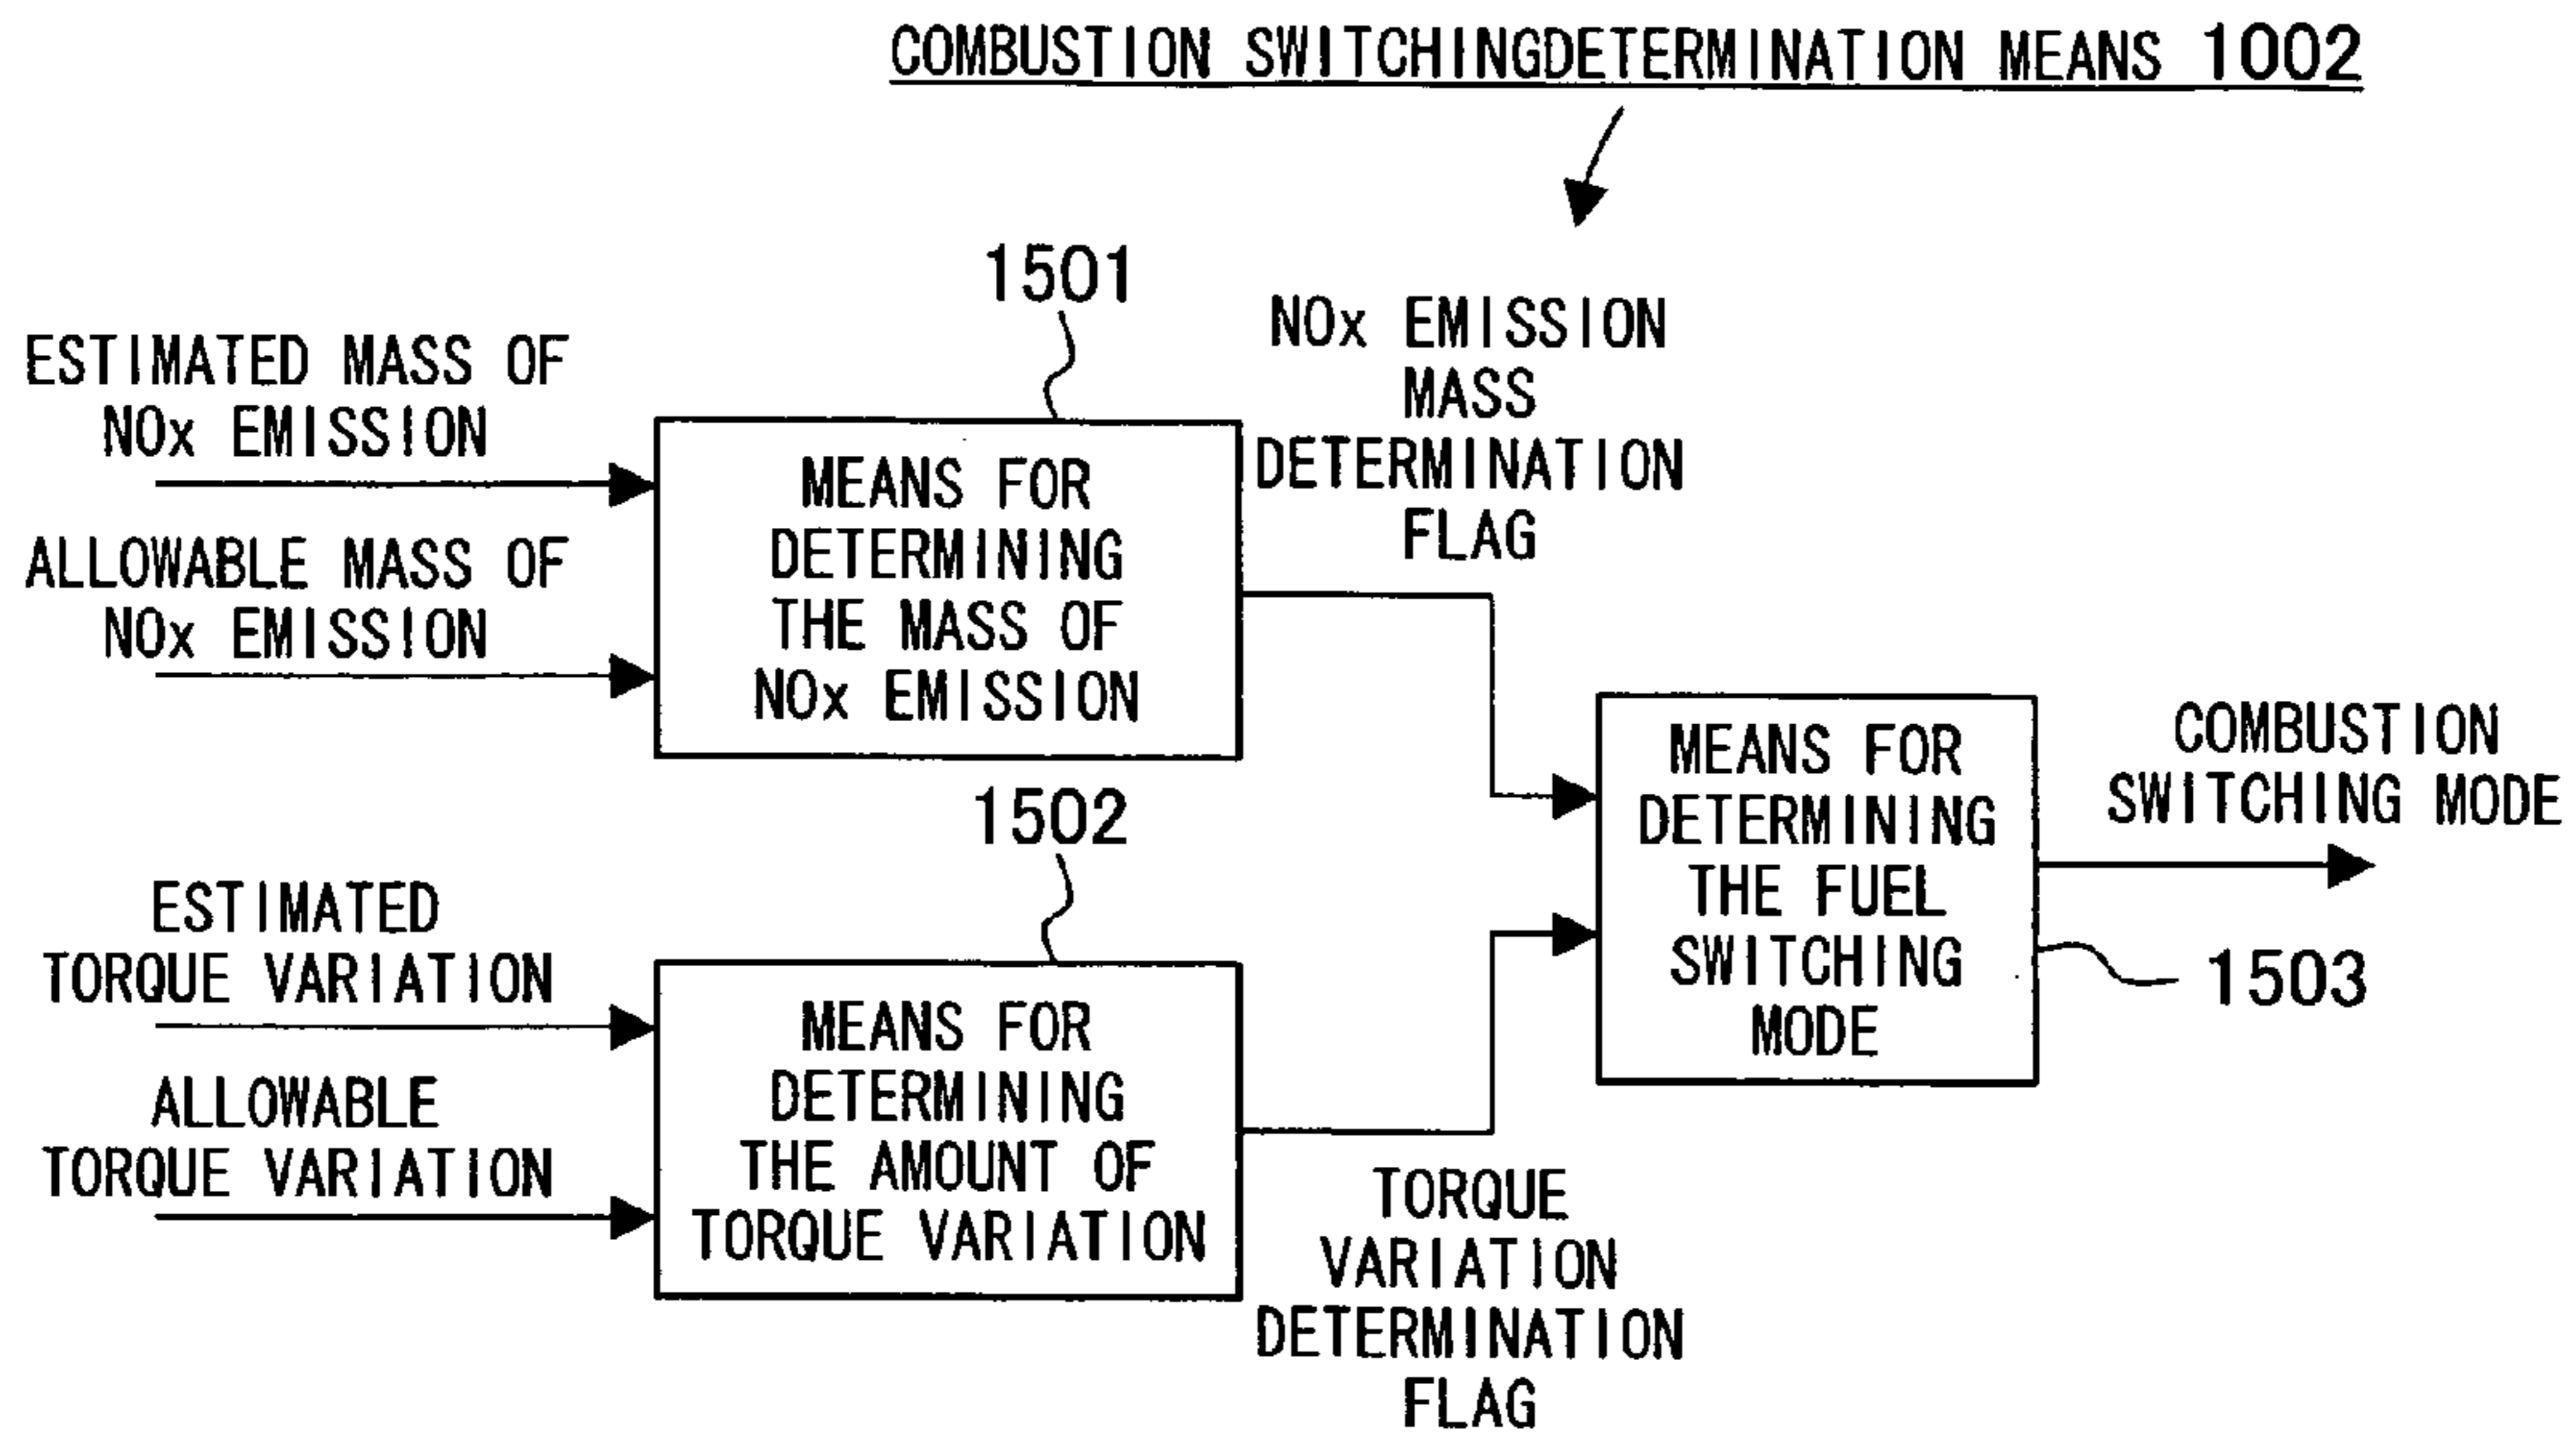 COMBUSTION SWITCHINGDETERMINATION MEANS 1002
1501
ESTIMATED MASS OF
NOx EMISSION
ALLOWABLE MASS OF
NOx EMISSION
MEANS FOR
DETERMINING
THE MASS OF
NOx EMISSION
NOx EMISSION
MASS
DETERMINATION
FLAG
1502
ESTIMATED
TORQUE VARIATION
ALLOWABLE
TORQUE VARIATION
MEANS FOR
DETERMINING
THE AMOUNT OF
TORQUE VARIATION
TORQUE
VARIATION
DETERMINATION
FLAG
MEANS FOR
DETERMINING
THE FUEL
SWITCHING
MODE
1503
COMBUSTION
SWITCHING MODE